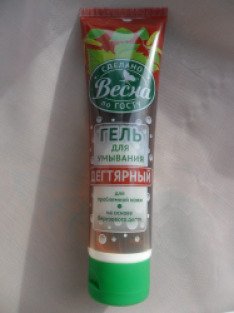 СДЕЛАНО
Весна
по ГОСТу
ГЕЛЬ
ДЛЯ
УМЫВАНИЯ
ДЕГТЯРНЫЙ
для
проблемной кожи
на основе
березового дегтя